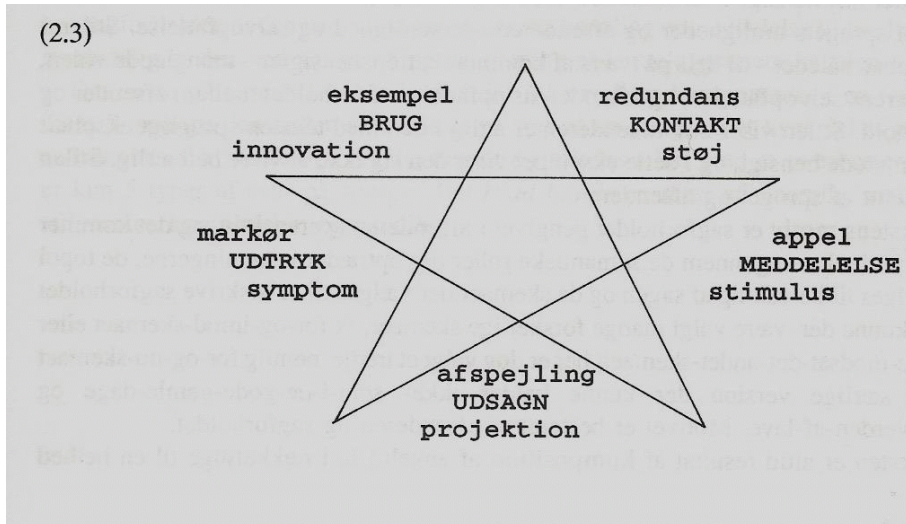 (2.3)
eksempel
BRUG
innovation
redundans
KONTAKT
støj
markør
UDTRYK
symptom
appel
MEDDELELSE
stimulus
afspejling
UDSAGN
projektion